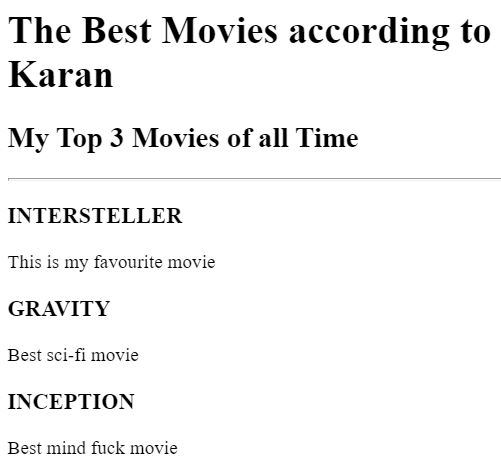 The Best Movies according to
Karan
My Top 3 Movies of all Time
INTERSTELLER
This is my favourite movie
GRAVITY
Best sci-fi movie
INCEPTION
Best mind fuck movie